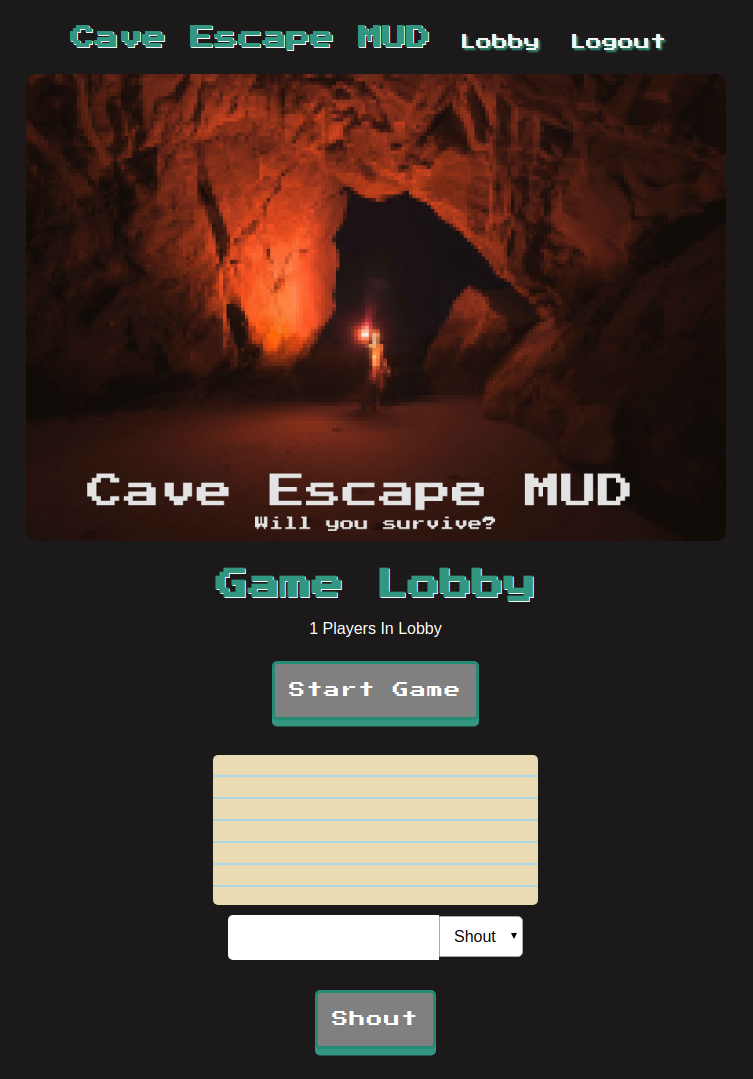 Cave Escape MUD Lobby Logout
Cave Escape MUD
Will you survive?
Game Lobby
1 Players In Lobby
Start Game
Shout
Shout